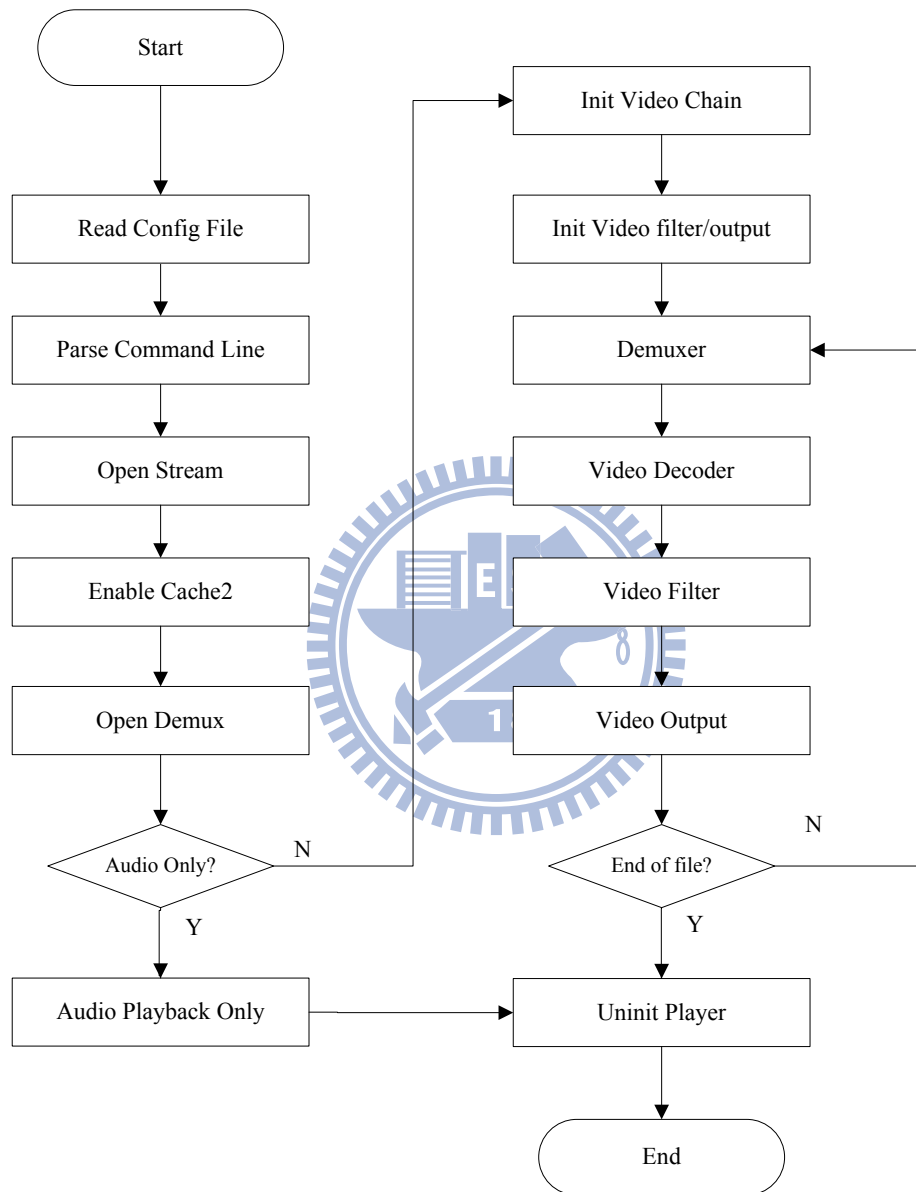 Start
Read Config File
Parse Command Line
Open Stream
Enable Cache2
Open Demux
Audio Only?
N
Y
Audio Playback Only
Init Video Chain
Init Video filter/output
Demuxer
Video Decoder
E
Video Filter
Video Output
1
End of file?
N
Y
Uninit Player
End